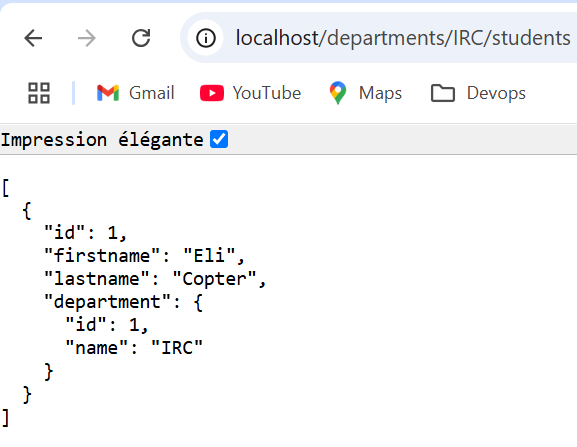 localhost/departments/IRC/students
Gmail YouTube Maps Devops
Impression élégante
[
  {
    "id": 1,
    "firstname": "Eli",
    "lastname": "Copter",
    "department": {
      "id": 1,
      "name": "IRC"
    }
  }
]